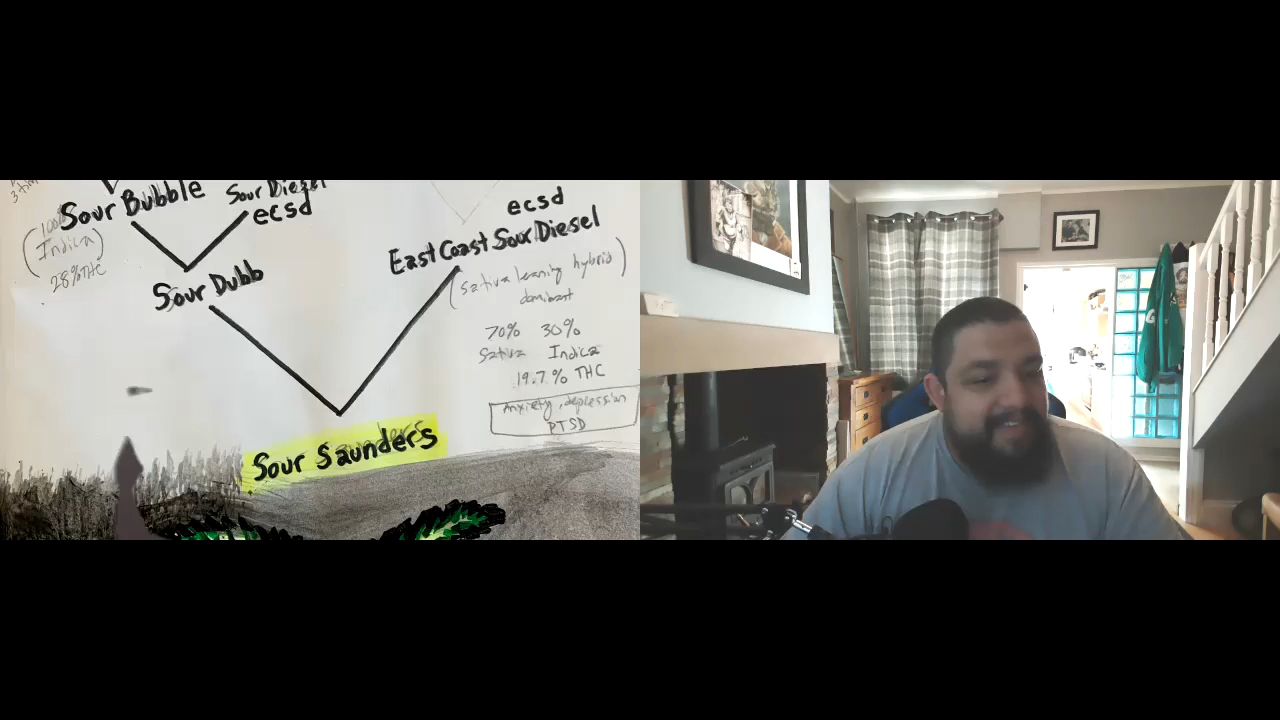 Sour Bubble
Sour Diesel
ecsd
100%
Indica
28% THC
Sour Dubb
ecsd
East Coast Sour Diesel
(Sativa leaning hybrid)
dominant
70% 30%
Sativa Indica
19.7% THC
Anxiety, depression
PTSD
Sour Saunders